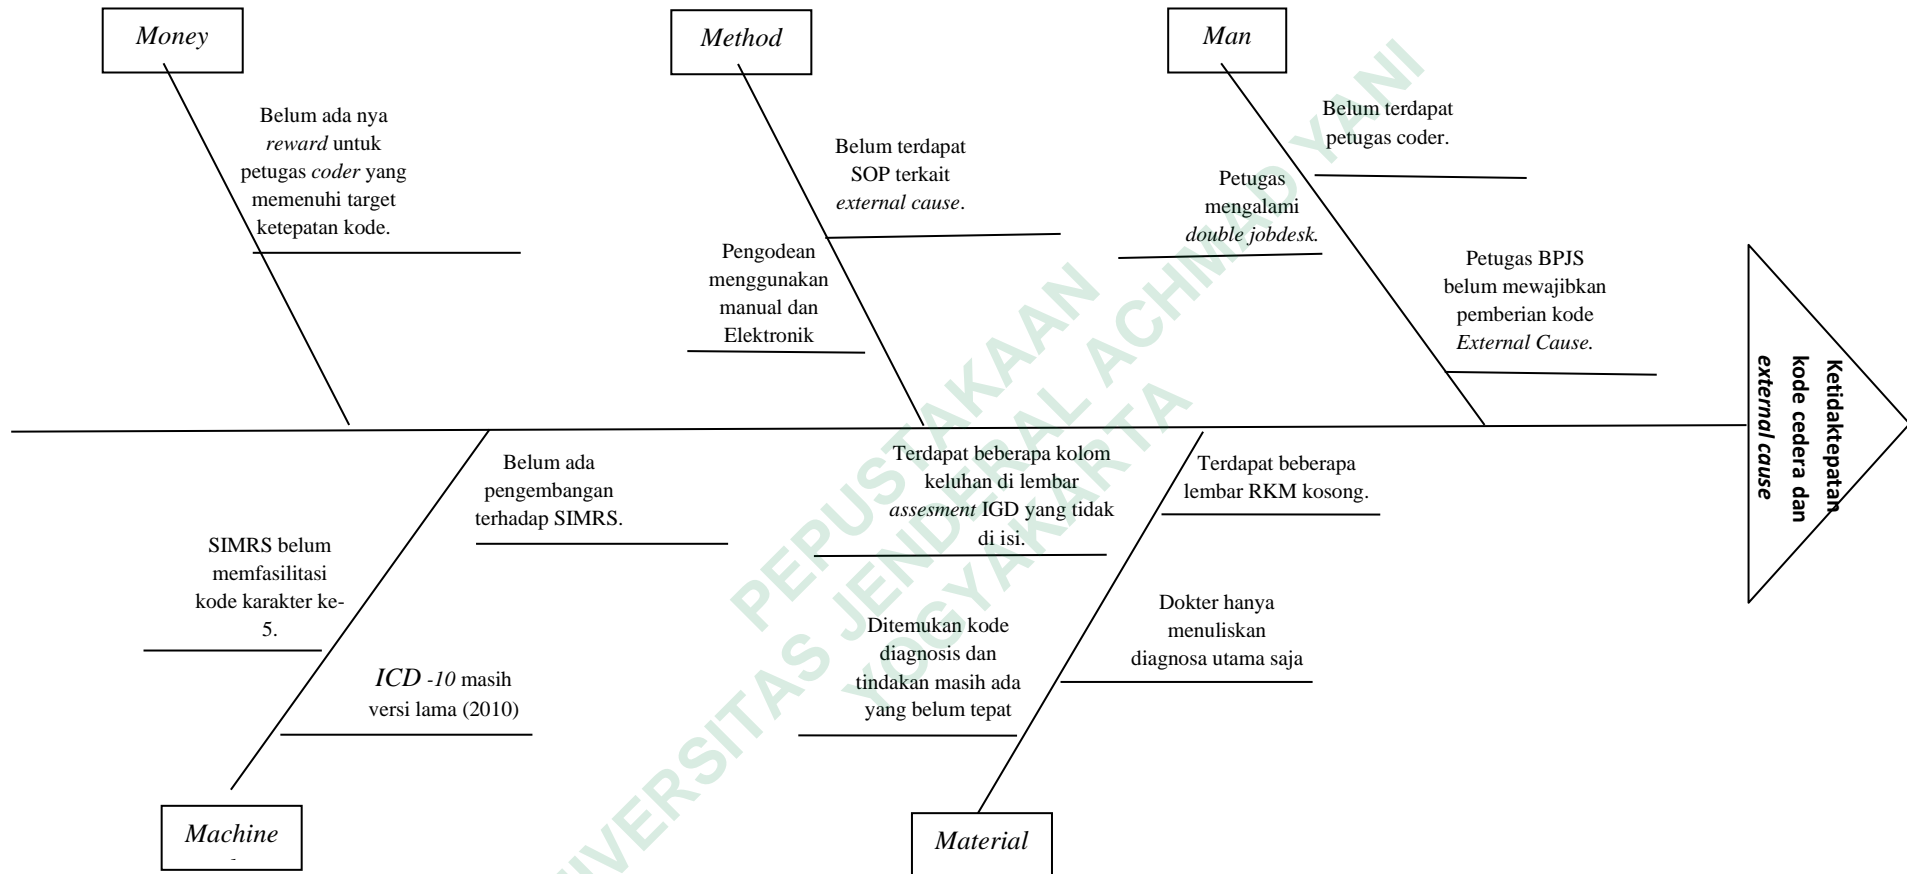 Money
Belum ada nya
reward untuk
petugas coder yang
memenuhi target
ketepatan kode.
Method
Belum terdapat
SOP terkait
external cause.
Pengodean
menggunakan
manual dan
Elektronik
Man
Belum terdapat
petugas coder.
Petugas
mengalami
double jobdesk.
Petugas BPJS
belum mewajibkan
pemberian kode
External Cause.
Ketidaktepatan
kode cedera dan
external cause
Belum ada
pengembangan
terhadap SIMRS.
SIMRS belum
memfasilitasi
kode karakter ke-
5.
ICD -10 masih
versi lama (2010)
Machine
Terdapat beberapa kolom
keluhan di lembar
assesment IGD yang tidak
di isi.
Terdapat beberapa
lembar RKM kosong.
Ditemukan kode
diagnosis dan
tindakan masih ada
yang belum tepat
Dokter hanya
menuliskan
diagnosa utama saja
Material
PEPUSTAKAAN
IVERSITAS JENDERAL ACHMAD YANI
YOGYAKARTA